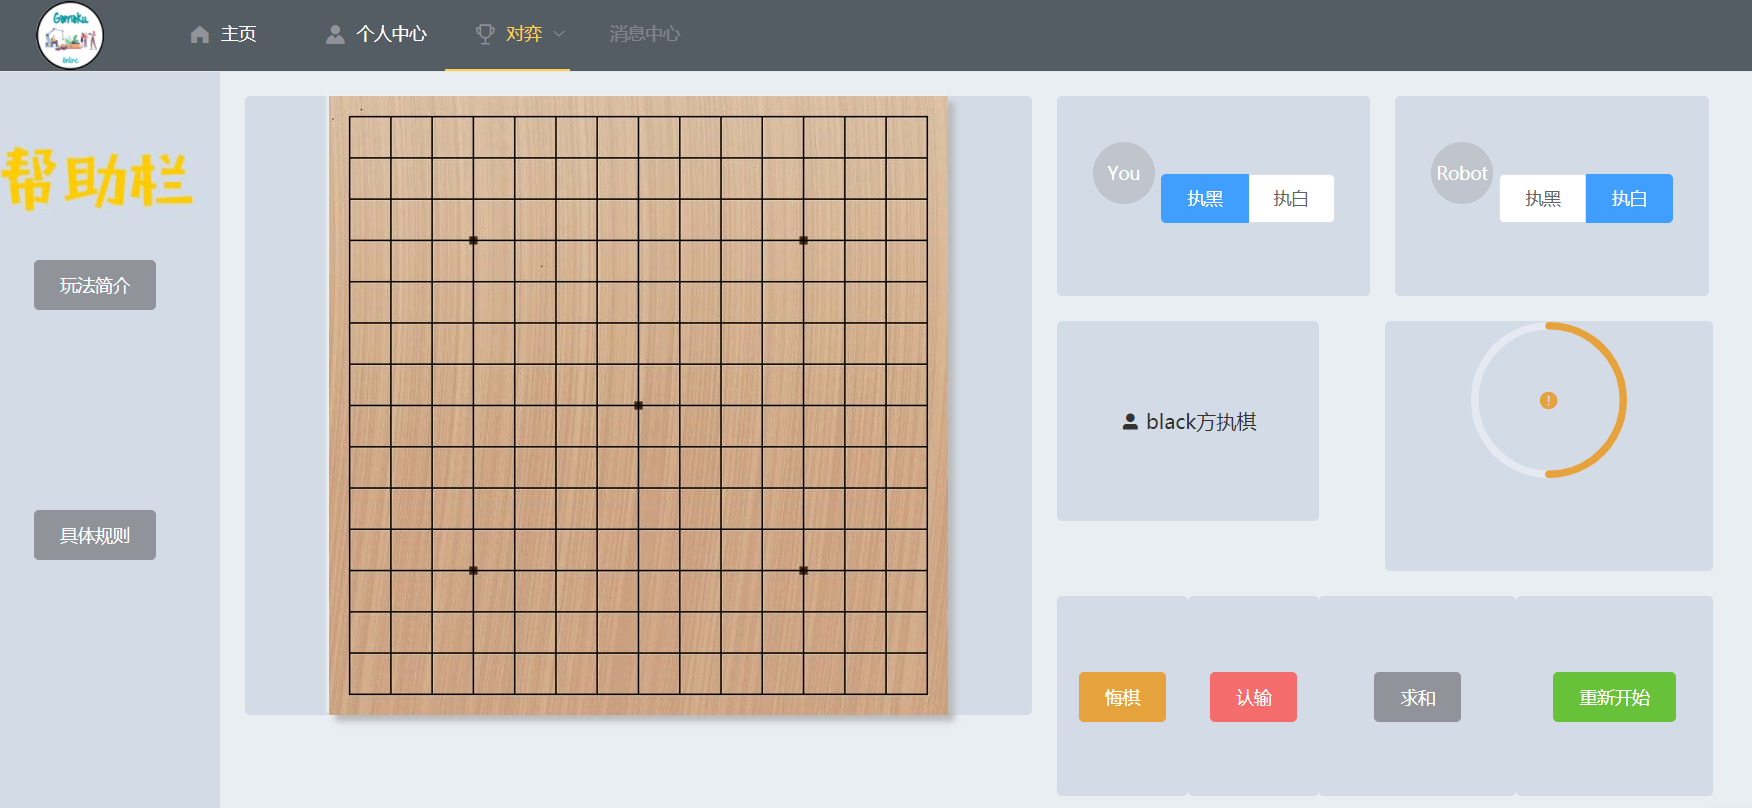 Gomoku
Online
主页
个人中心
对弈
消息中心
帮助栏
玩法简介
具体规则
You
执黑
执白
Robot
执黑
执白
black方执棋
悔棋
认输
求和
重新开始